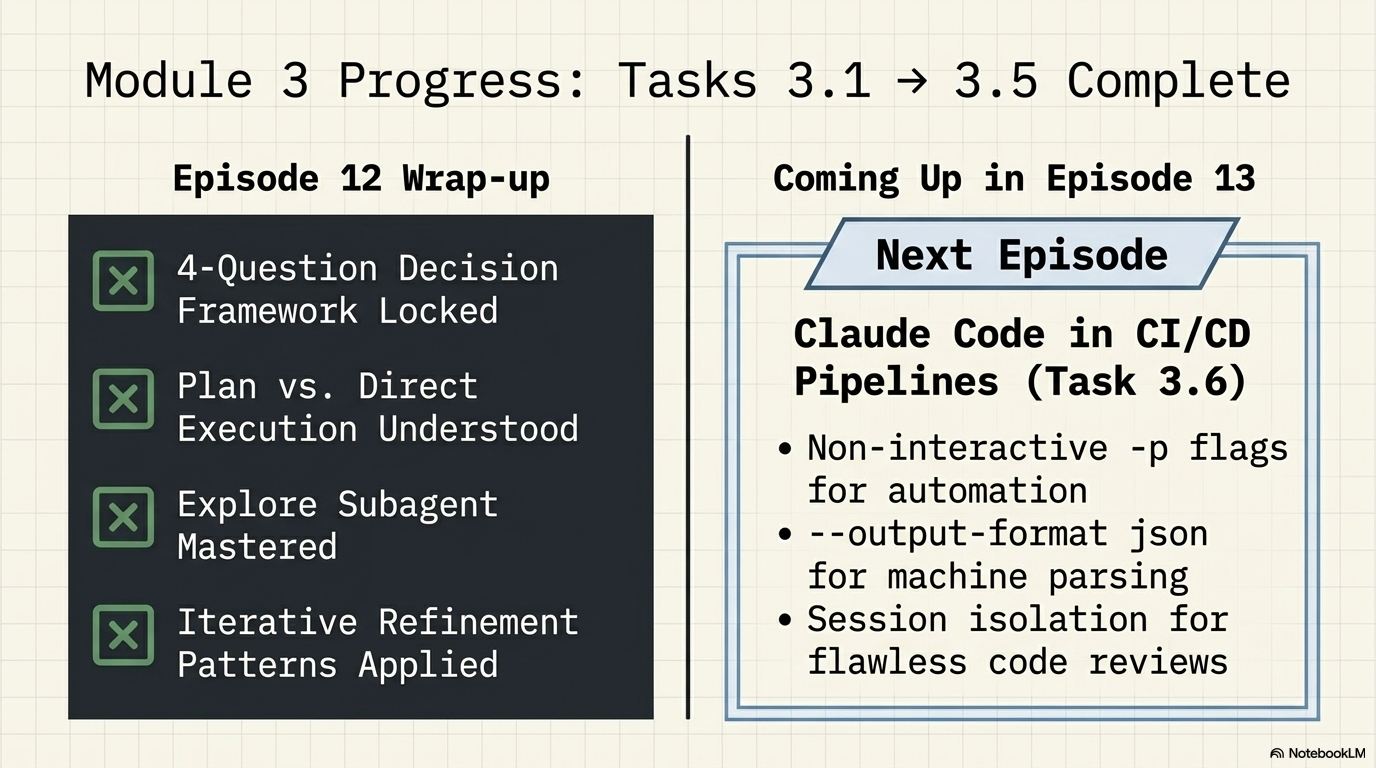 Module 3 Progress: Tasks 3.1 → 3.5 Complete
Episode 12 Wrap-up
4-Question Decision
Framework Locked
Plan vs. Direct
Execution Understood
Explore Subagent
Mastered
Iterative Refinement
Patterns Applied
Coming Up in Episode 13
Next Episode
Claude Code in CI/CD
Pipelines (Task 3.6)
• Non-interactive -p flags
for automation
• --output-format json
for machine parsing
• Session isolation for
flawless code reviews
NotebookLM